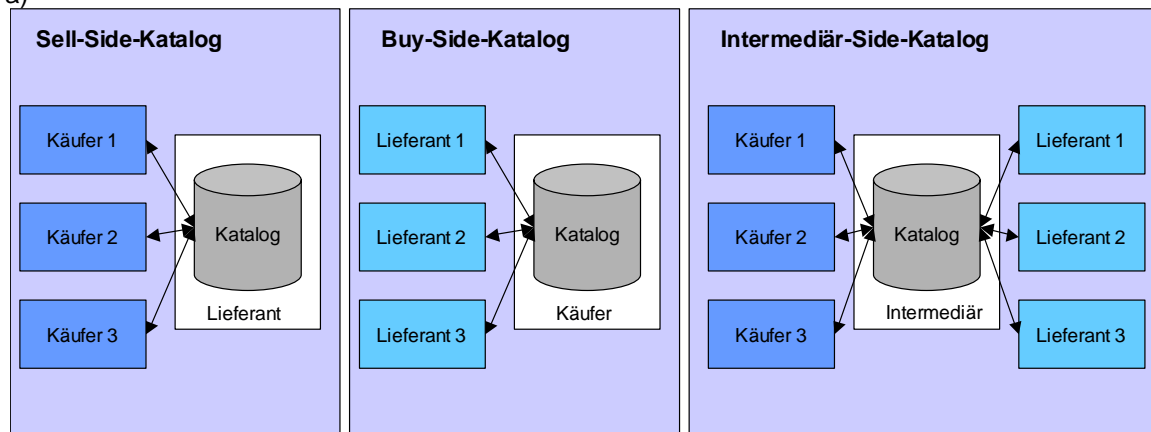 a)
Sell-Side-Katalog
Käufer 1
Käufer 2
Käufer 3
Katalog
Lieferant
Buy-Side-Katalog
Lieferant 1
Lieferant 2
Lieferant 3
Katalog
Käufer
Intermediär-Side-Katalog
Käufer 1
Käufer 2
Käufer 3
Katalog
Intermediär
Lieferant 1
Lieferant 2
Lieferant 3